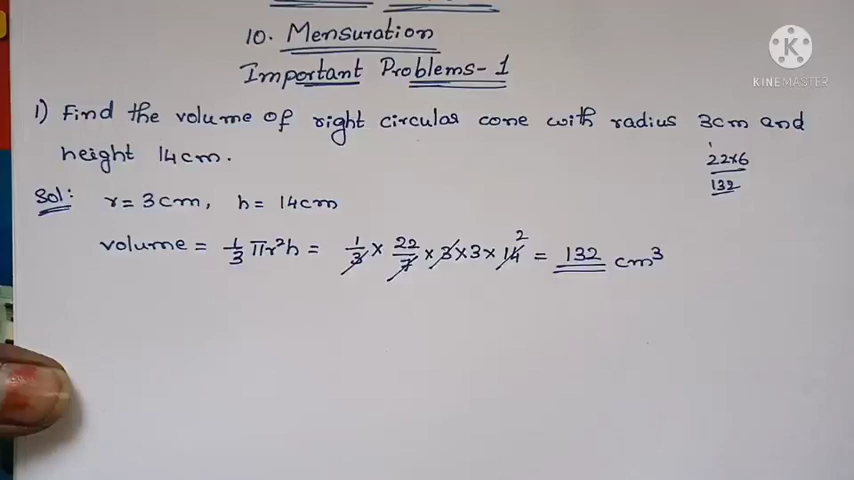 10. Mensuration
Important Problems-1
KINEMASTER
1) Find the volume of right circular cone with radius 3cm and
height 14cm.
22x6
132
Sol: r= 3cm, h= 14cm
volume = 1/3 πr²h = 1/3 × 22/7 × 3×3×14 2 = 132 cm³